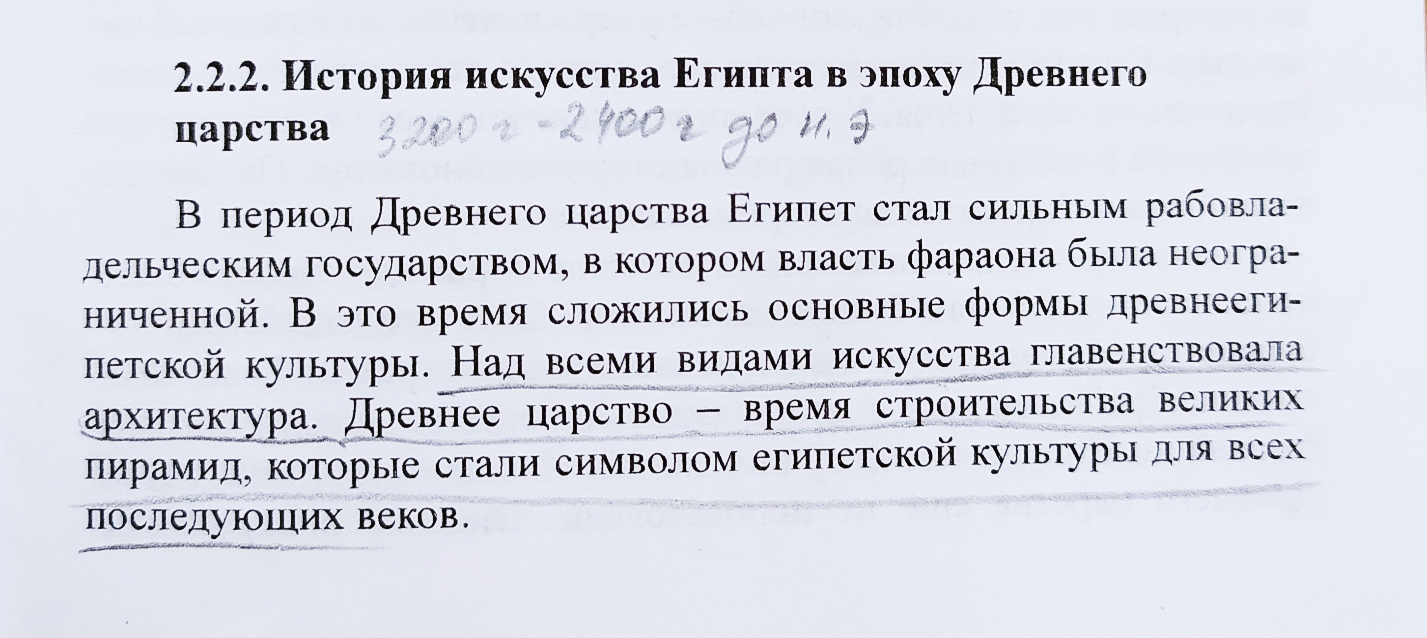 2.2.2. История искусства Египта в эпоху Древнего
царства 3200 г - 2400 г до н. э
В период Древнего царства Египет стал сильным рабовла-
дельческим государством, в котором власть фараона была неогра-
ниченной. В это время сложились основные формы древнееги-
петской культуры. Над всеми видами искусства главенствовала
архитектура. Древнее царство – время строительства великих
пирамид, которые стали символом египетской культуры для всех
последующих веков.